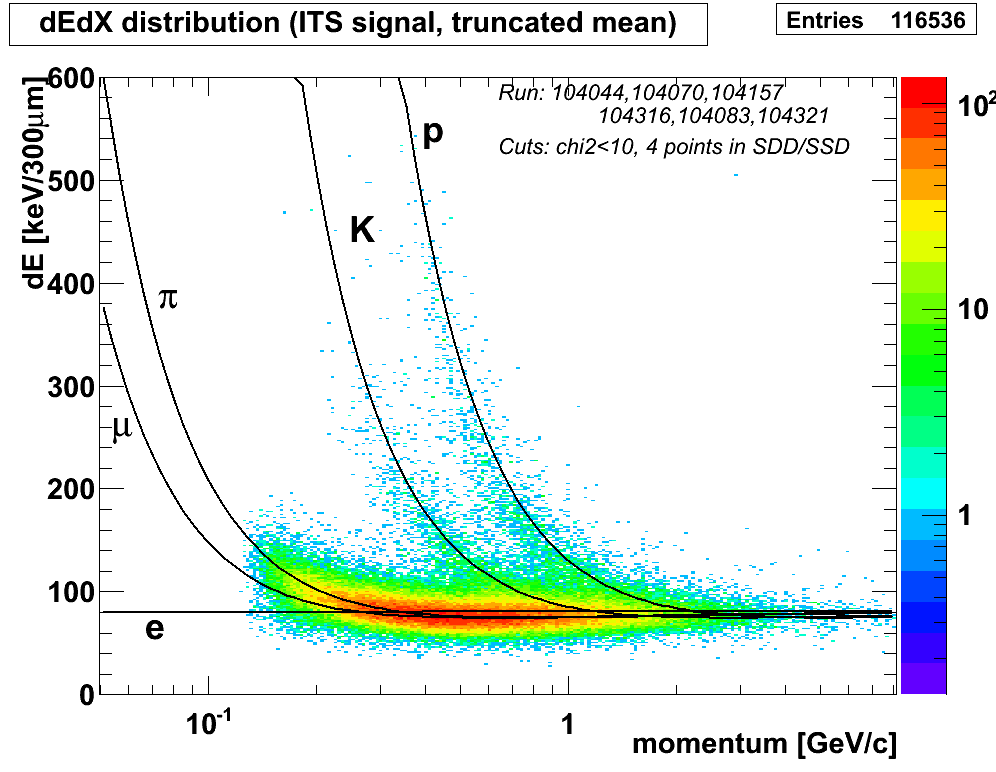 dEdX distribution (ITS signal, truncated mean)
Entries 116536
dE [keV/300μm]
600
500
400
300
200
100
0
Run: 104044,104070,104157
104316,104083,104321
Cuts: chi2<10, 4 points in SDD/SSD
p
K
π
μ
e
10²
10
1
10⁻¹
1
momentum [GeV/c]